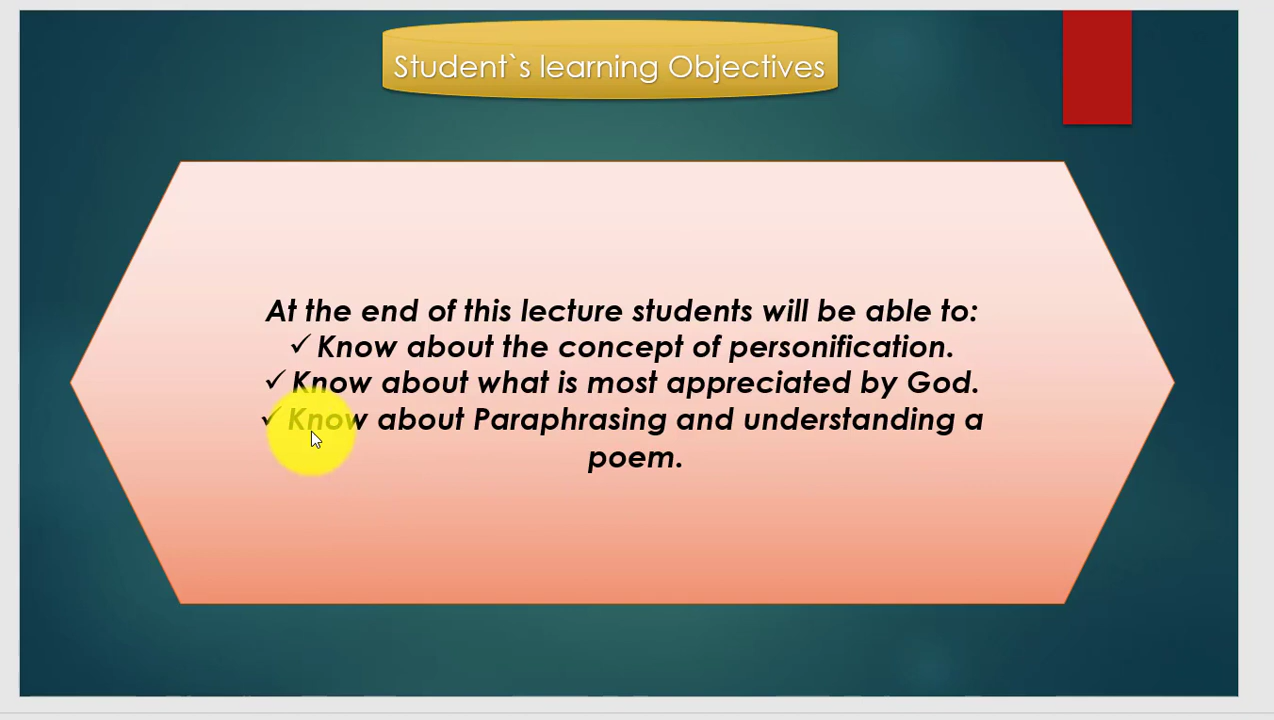 Student`s learning Objectives
At the end of this lecture students will be able to:
✓ Know about the concept of personification.
✓ Know about what is most appreciated by God.
✓ Know about Paraphrasing and understanding a
poem.